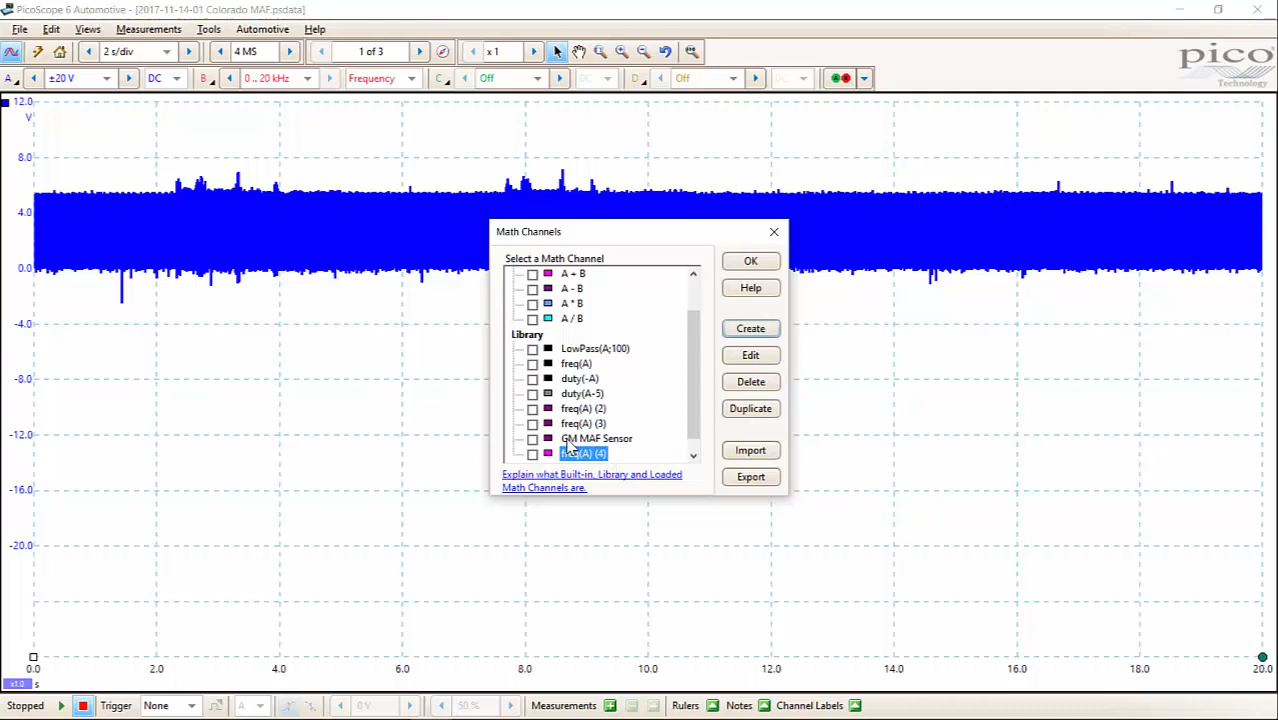 PicoScope 6 Automotive - [2017-11-14-01 Colorado MAF.psdata]
File Edit Views Measurements Tools Automotive Help
2 s/div 4 MS 1 of 3 x 1
pico
Technology
A ±20 V DC B 0.. 20 kHz Frequency C Off DC D Off DC A B
12.0
V
8.0
4.0
0.0
-4.0
-8.0
-12.0
-16.0
-20.0
Math Channels
Select a Math Channel
A + B
A - B
A * B
A / B
Library
LowPass(A;100)
freq(A)
duty(-A)
duty(A-5)
freq(A) (2)
freq(A) (3)
GM MAF Sensor
freq(A) (4)
Explain what Built-in, Library and Loaded
Math Channels are.
OK
Help
Create
Edit
Delete
Duplicate
Import
Export
0.0 2.0 4.0 6.0 8.0 10.0 12.0 14.0 16.0 18.0 20.0
x1.0 s
Stopped Trigger None A 0 V 50 % Measurements Rulers Notes Channel Labels